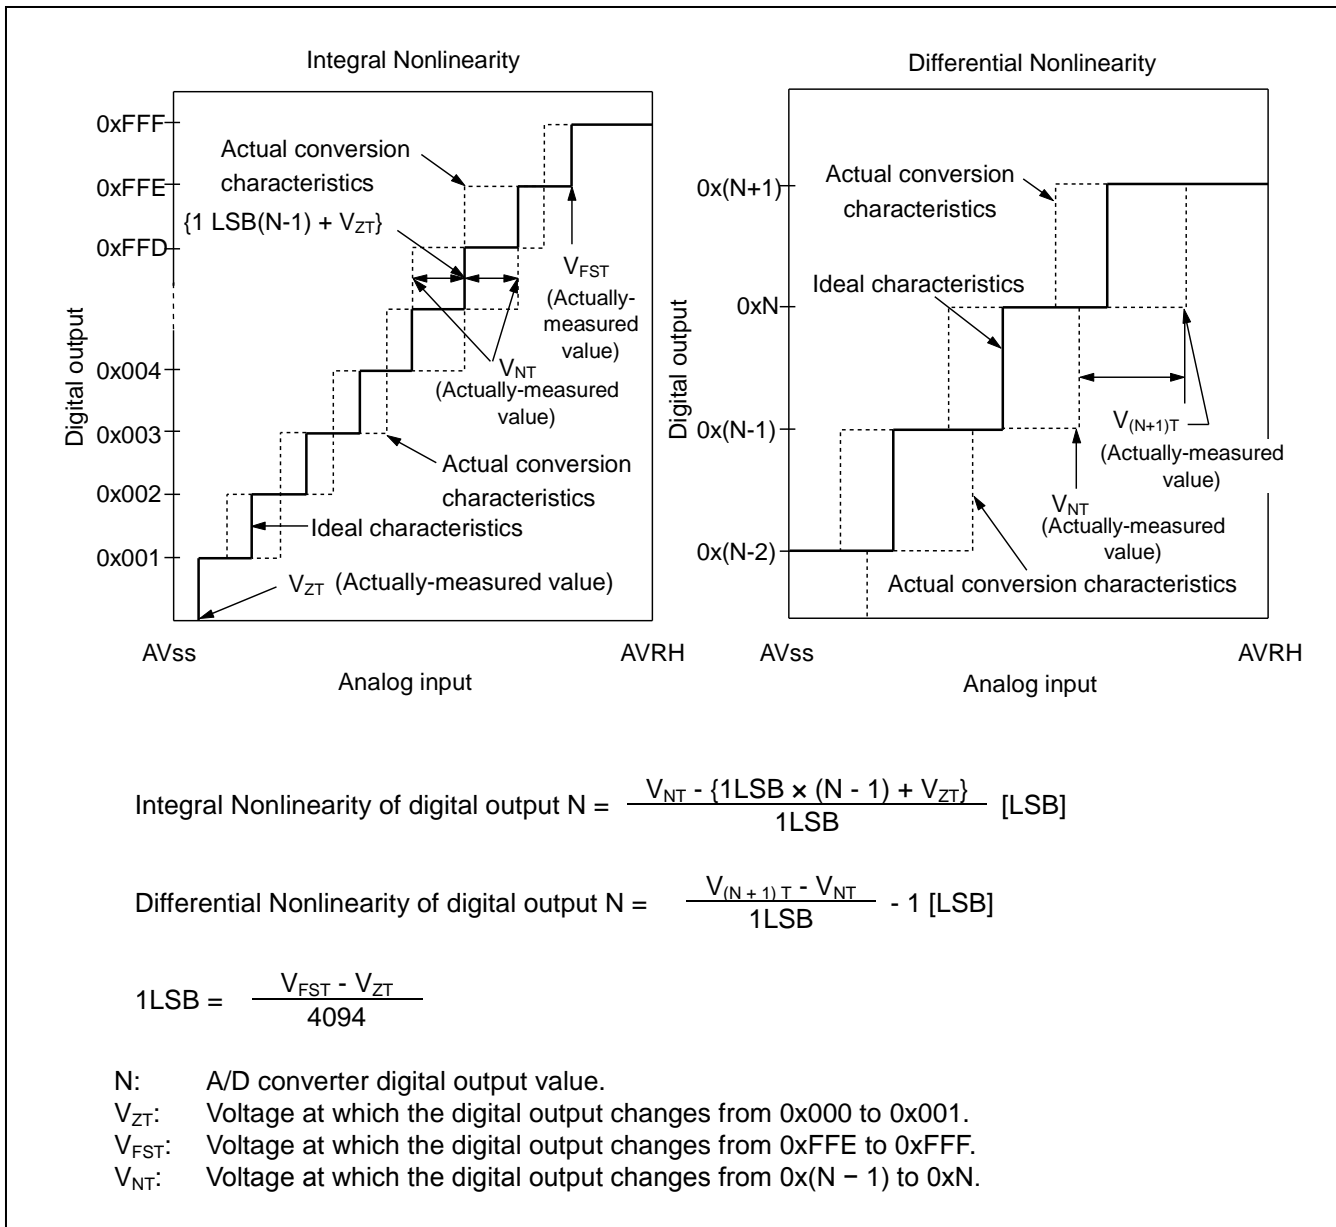 Integral Nonlinearity
0xFFF
0xFFE
0xFFD
0x004
0x003
0x002
0x001
Digital output
Actual conversion
characteristics
{1 LSB(N-1) + VZT}
VFST
(Actually-
measured
value)
VNT
(Actually-measured
value)
Actual conversion
characteristics
Ideal characteristics
VZT (Actually-measured value)
AVss
AVRH
Analog input
Differential Nonlinearity
0x(N+1)
0xN
0x(N-1)
0x(N-2)
Digital output
Actual conversion
characteristics
Ideal characteristics
V(N+1)T
(Actually-measured
value)
VNT
(Actually-measured
value)
Actual conversion characteristics
AVss
AVRH
Analog input
Integral Nonlinearity of digital output N = VNT - {1LSB × (N - 1) + VZT} / 1LSB [LSB]
Differential Nonlinearity of digital output N = V(N + 1) T - VNT / 1LSB - 1 [LSB]
1LSB = VFST - VZT / 4094
N: A/D converter digital output value.
VZT: Voltage at which the digital output changes from 0x000 to 0x001.
VFST: Voltage at which the digital output changes from 0xFFE to 0xFFF.
VNT: Voltage at which the digital output changes from 0x(N − 1) to 0xN.